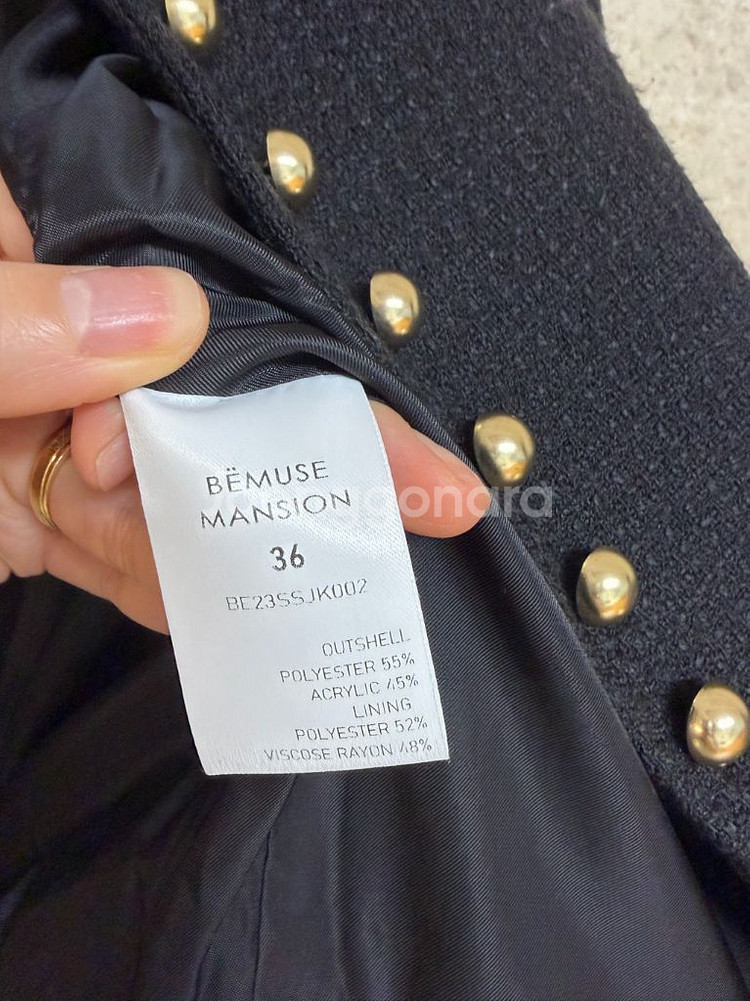 BËMUSE
MANSION
36
BE23SSJK002
OUTSHELL
POLYESTER 55%
ACRYLIC 45%
LINING
POLYESTER 52%
VISCOSE RAYON 48%